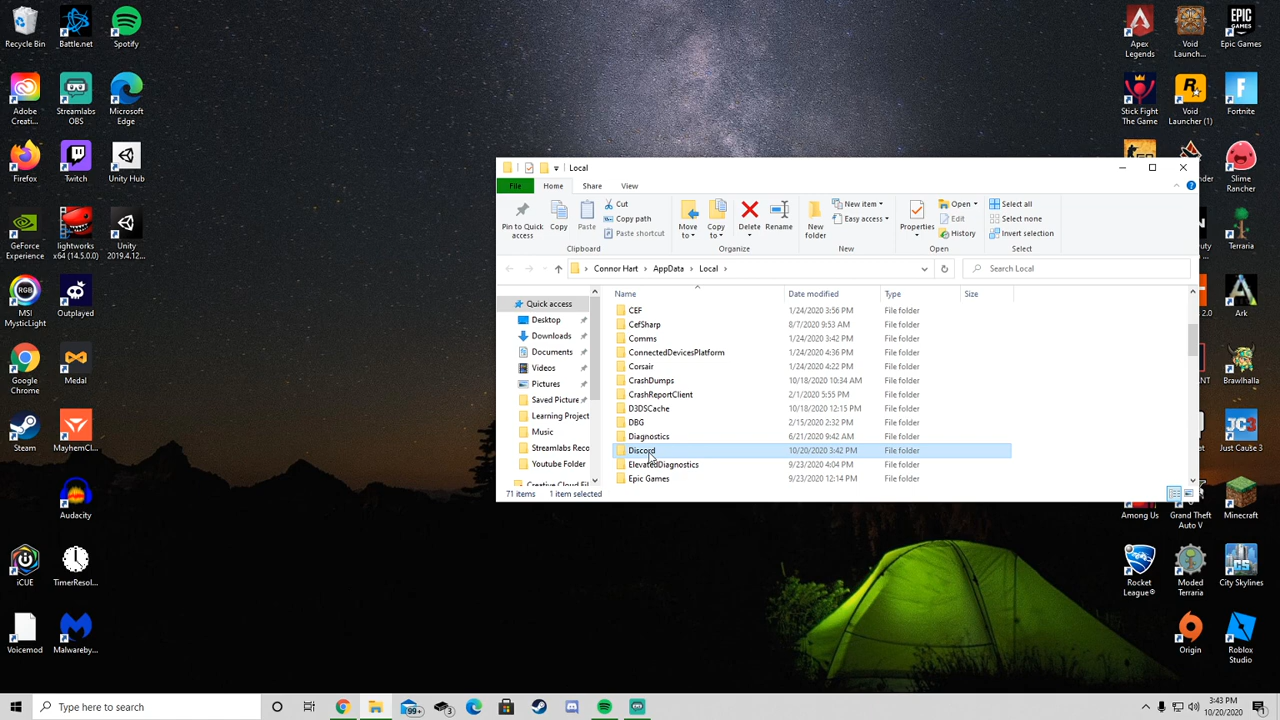 Recycle Bin
Battle.net
Spotify
Adobe Creati...
Streamlabs OBS
Microsoft Edge
Firefox
Twitch
Unity Hub
GeForce Experience
lightworks x64 (14.5.0.0)
Unity 2019.4.12...
MSI MysticLight
Outplayed
Google Chrome
Medal
Steam
MayhemCl...
Audacity
iCUE
TimerResol...
Voicemod
Malwareby...
Apex Legends
Void Launch...
EPIC GAMES
Epic Games
Stick Fight The Game
Void Launcher (1)
Fortnite
Slime Rancher
Terraria
Ark
Brawlhalla
JC3
Just Cause 3
Among Us
Grand Theft Auto V
Minecraft
Rocket League®
Moded Terraria
City Skylines
Origin
Roblox Studio
Local
File
Home
Share
View
Pin to Quick access
Copy
Paste
Cut
Copy path
Paste shortcut
Clipboard
Move to
Copy to
Delete
Rename
Organize
New folder
New item
Easy access
New
Properties
Open
Edit
History
Open
Select all
Select none
Invert selection
Select
Connor Hart > AppData > Local >
Search Local
Quick access
Desktop
Downloads
Documents
Videos
Pictures
Saved Picture
Learning Project
Music
Streamlabs Reco
Youtube Folder
Creative Cloud Fil
Name Date modified Type Size
CEF 1/24/2020 3:56 PM File folder
CefSharp 8/7/2020 9:53 AM File folder
Comms 1/24/2020 3:42 PM File folder
ConnectedDevicesPlatform 1/24/2020 4:36 PM File folder
Corsair 1/24/2020 4:22 PM File folder
CrashDumps 10/18/2020 10:34 AM File folder
CrashReportClient 2/1/2020 5:55 PM File folder
D3DSCache 10/18/2020 12:15 PM File folder
DBG 2/15/2020 2:32 PM File folder
Diagnostics 6/21/2020 9:42 AM File folder
Discord 10/20/2020 3:42 PM File folder
ElevatedDiagnostics 9/23/2020 4:04 PM File folder
Epic Games 9/23/2020 12:14 PM File folder
71 items 1 item selected
Type here to search
99+
3
3:43 PM
10/20/2020
1